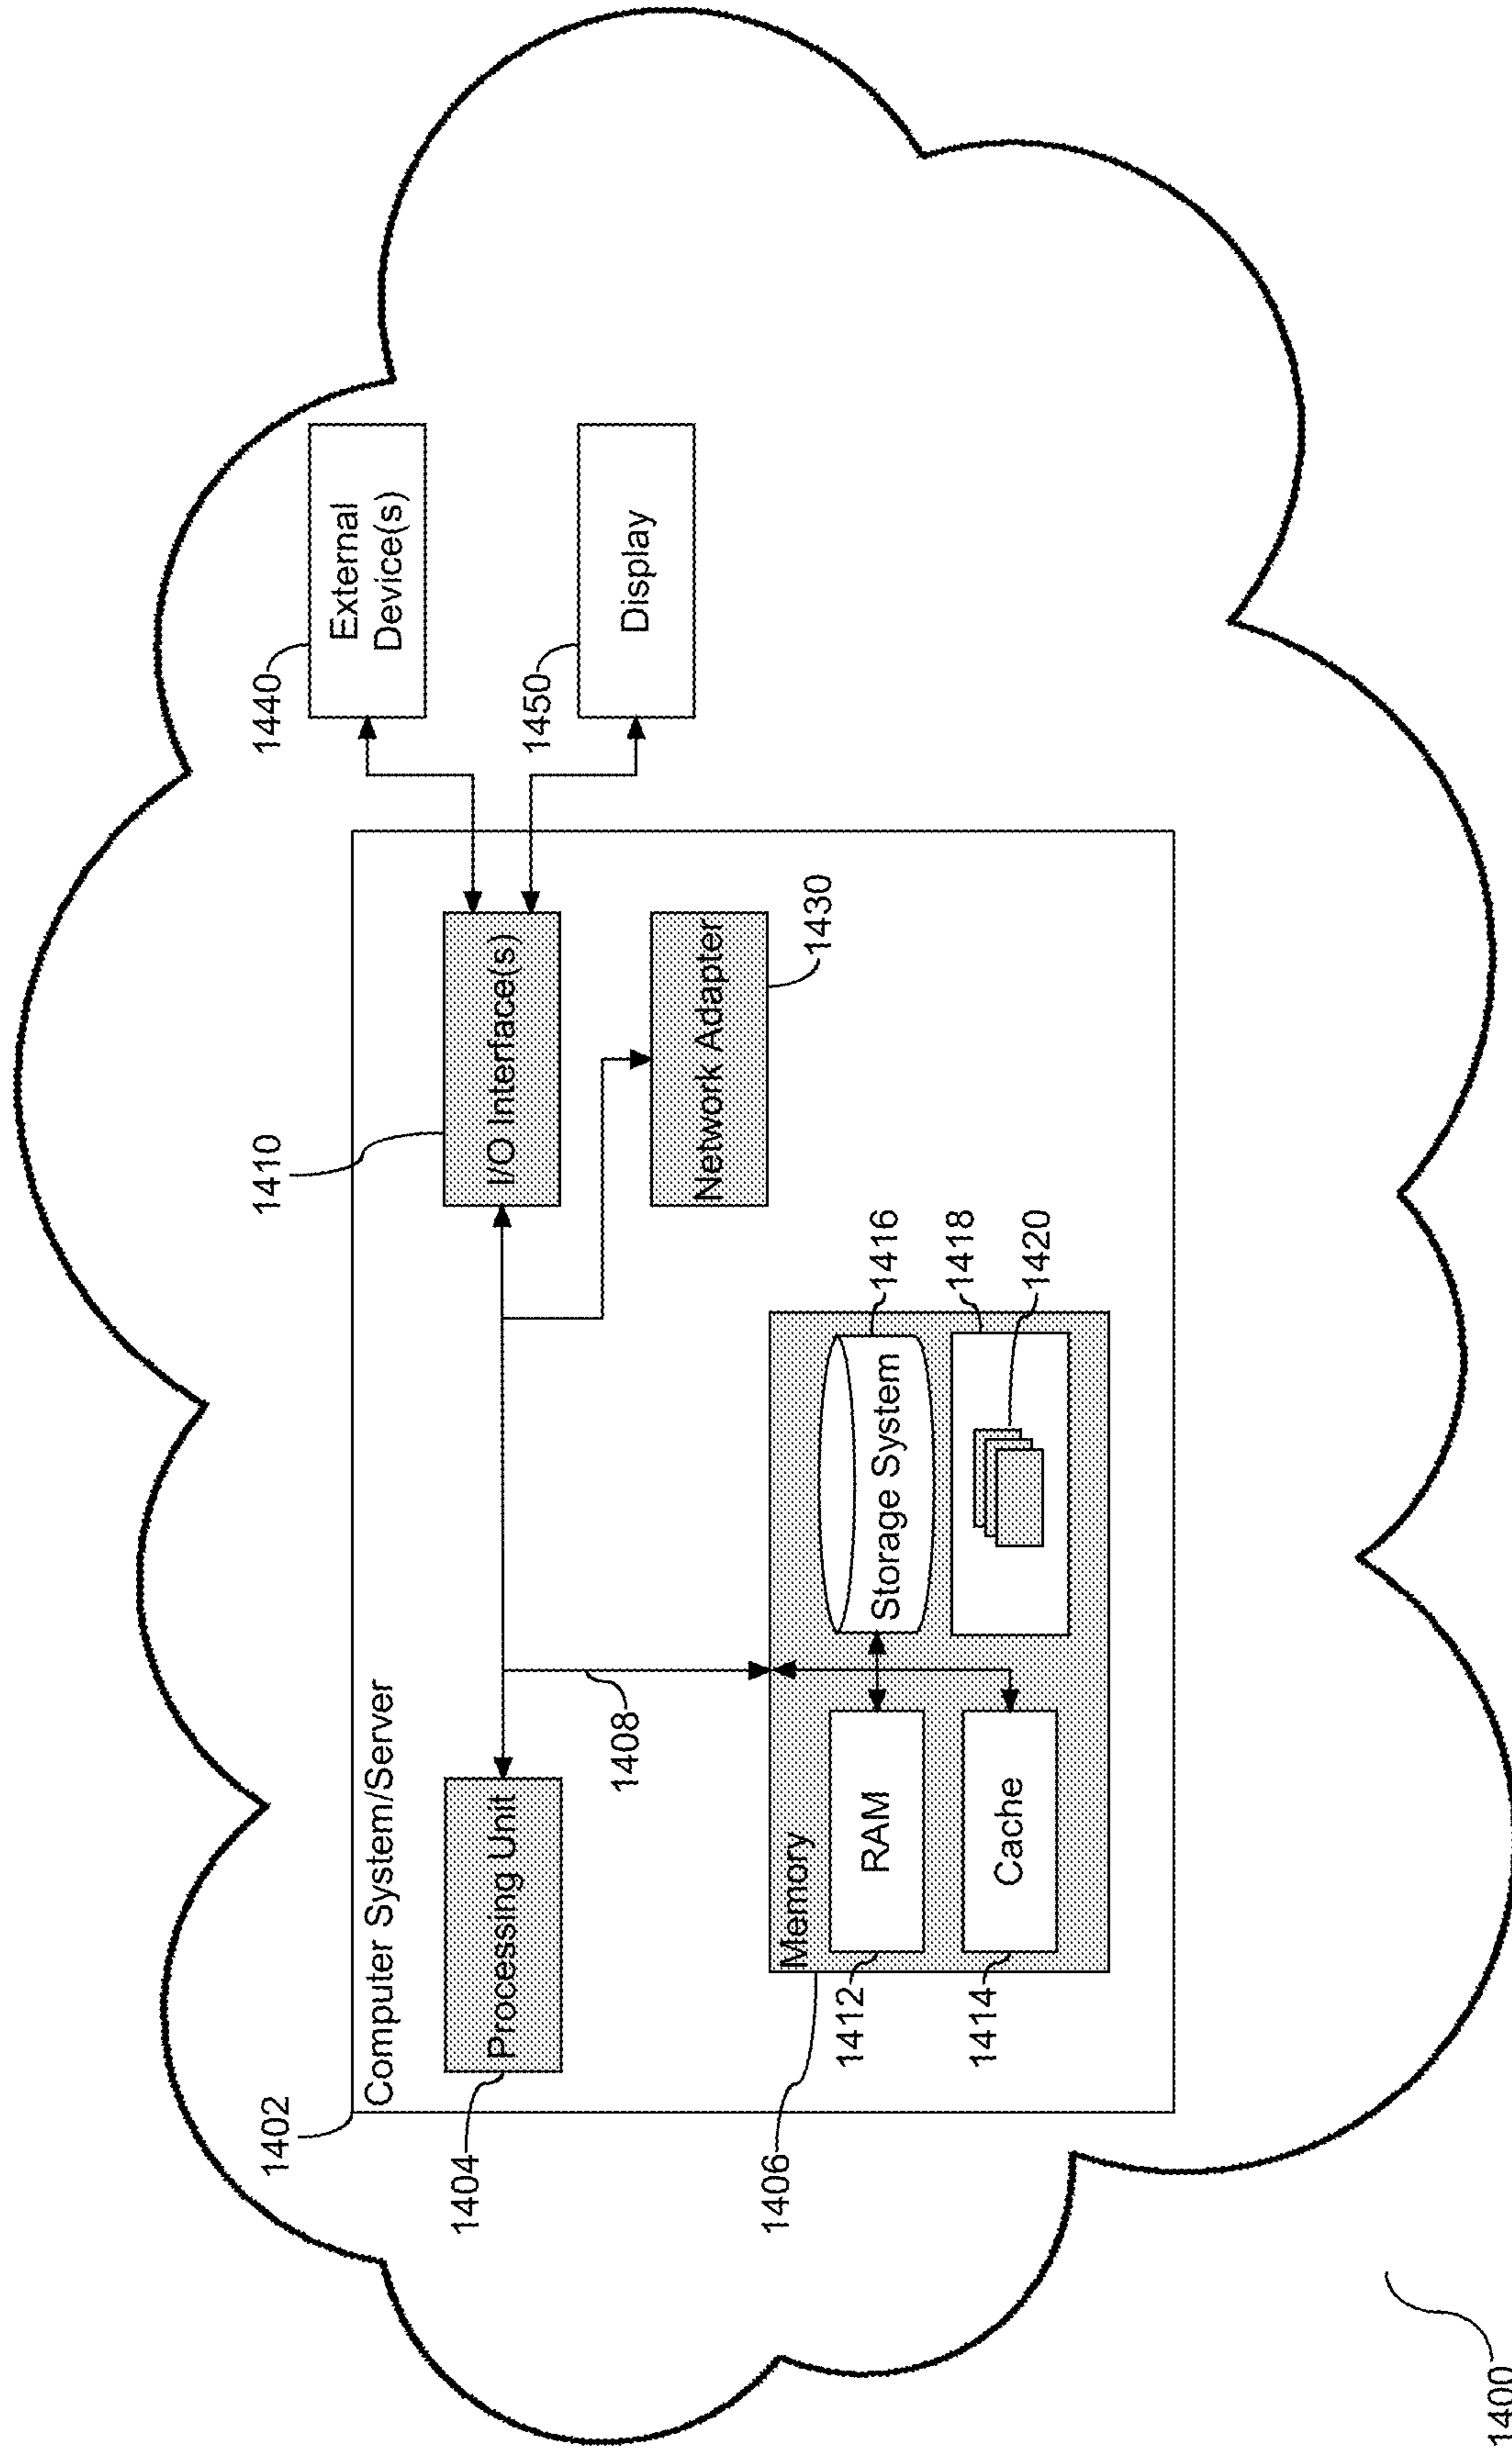 1402
Computer System/Server
1404
Processing Unit
1410
I/O Interface(s)
1440
External
Device(s)
1450
Display
1408
Network Adapter
1430
1406
Memory
1412
RAM
Storage System
1416
1414
Cache
1418
1420
1400